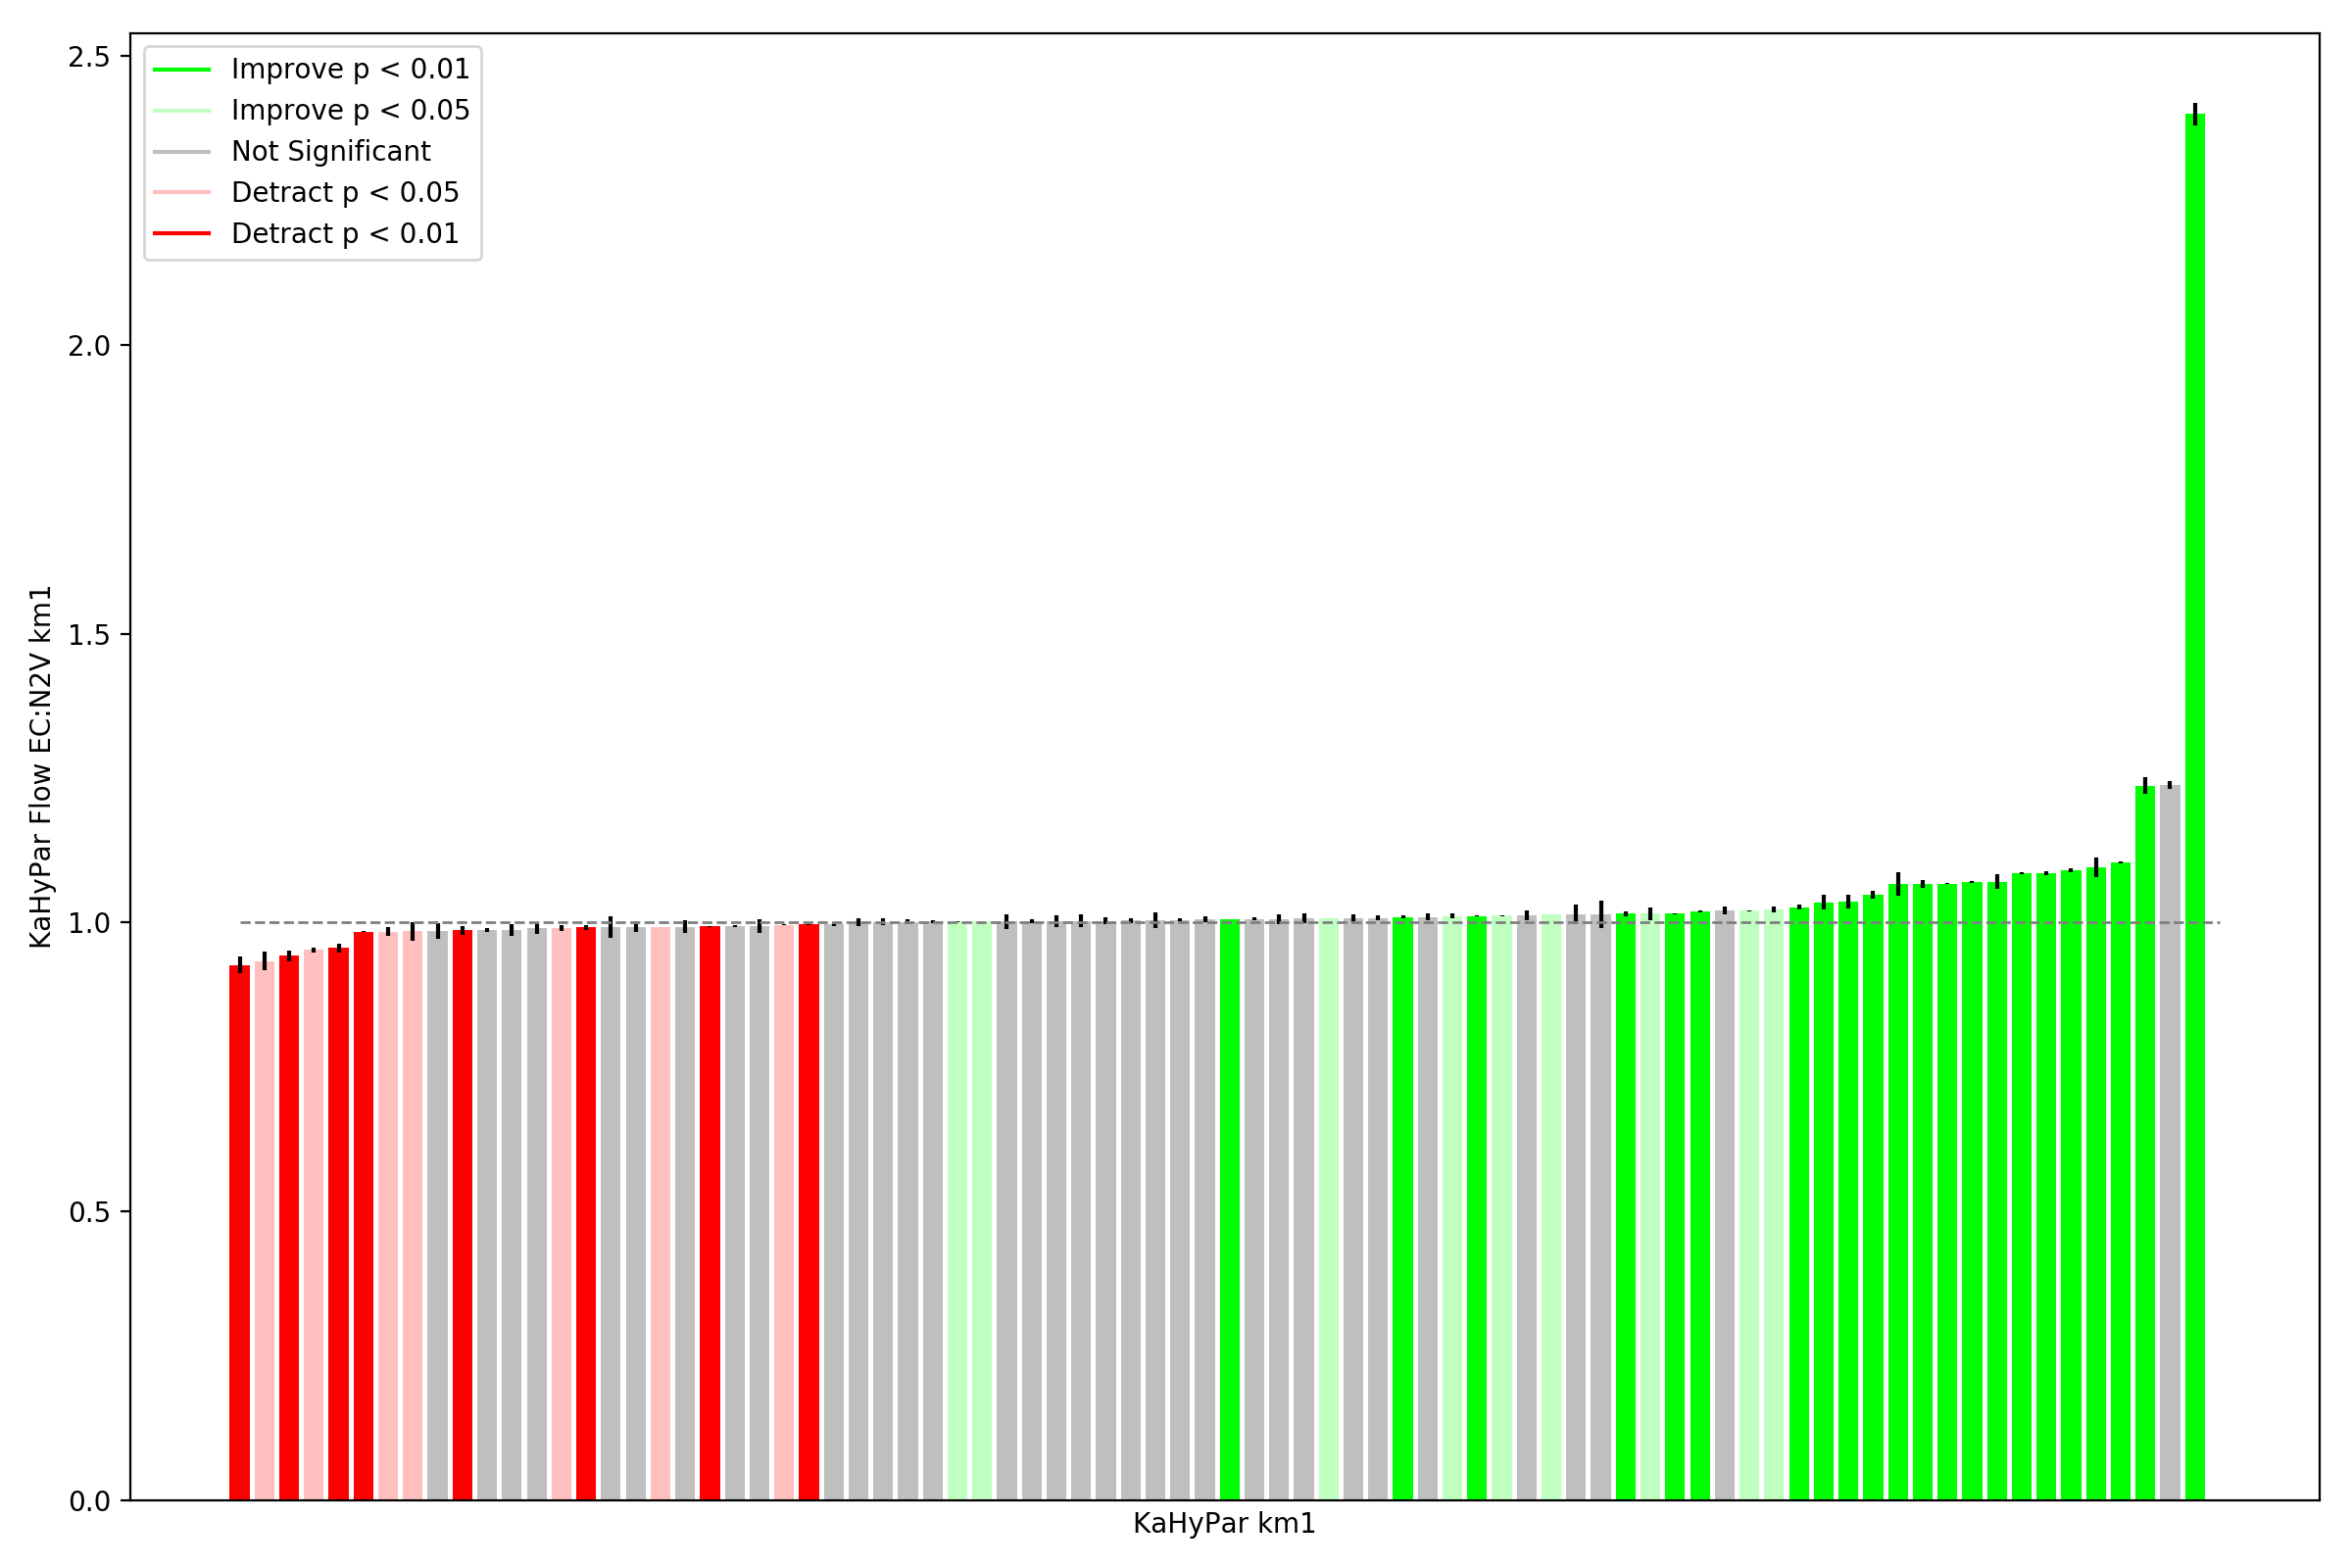 2.5
2.0
1.5
1.0
0.5
0.0
KaHyPar Flow EC:N2V km1
Improve p < 0.01
Improve p < 0.05
Not Significant
Detract p < 0.05
Detract p < 0.01
KaHyPar km1